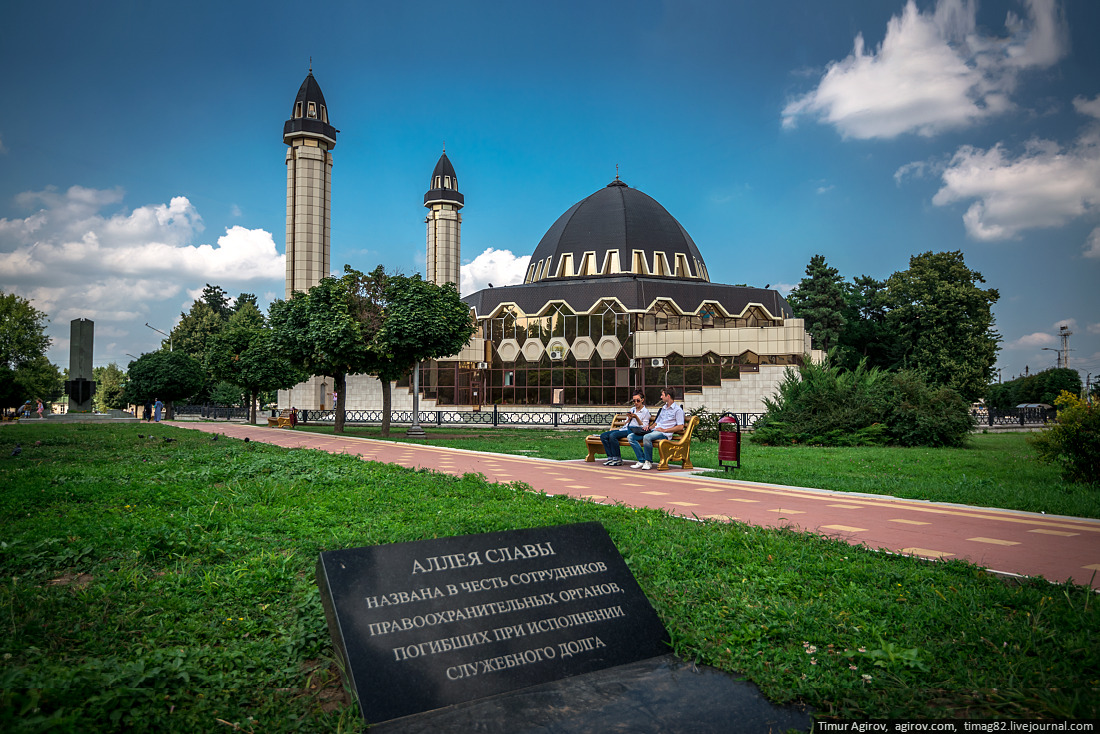 АЛЛЕЯ СЛАВЫ
НАЗВАНА В ЧЕСТЬ СОТРУДНИКОВ
ПРАВООХРАНИТЕЛЬНЫХ ОРГАНОВ,
ПОГИБШИХ ПРИ ИСПОЛНЕНИИ
СЛУЖЕБНОГО ДОЛГА
Timur Agirov, agirov.com, timag82.livejournal.com